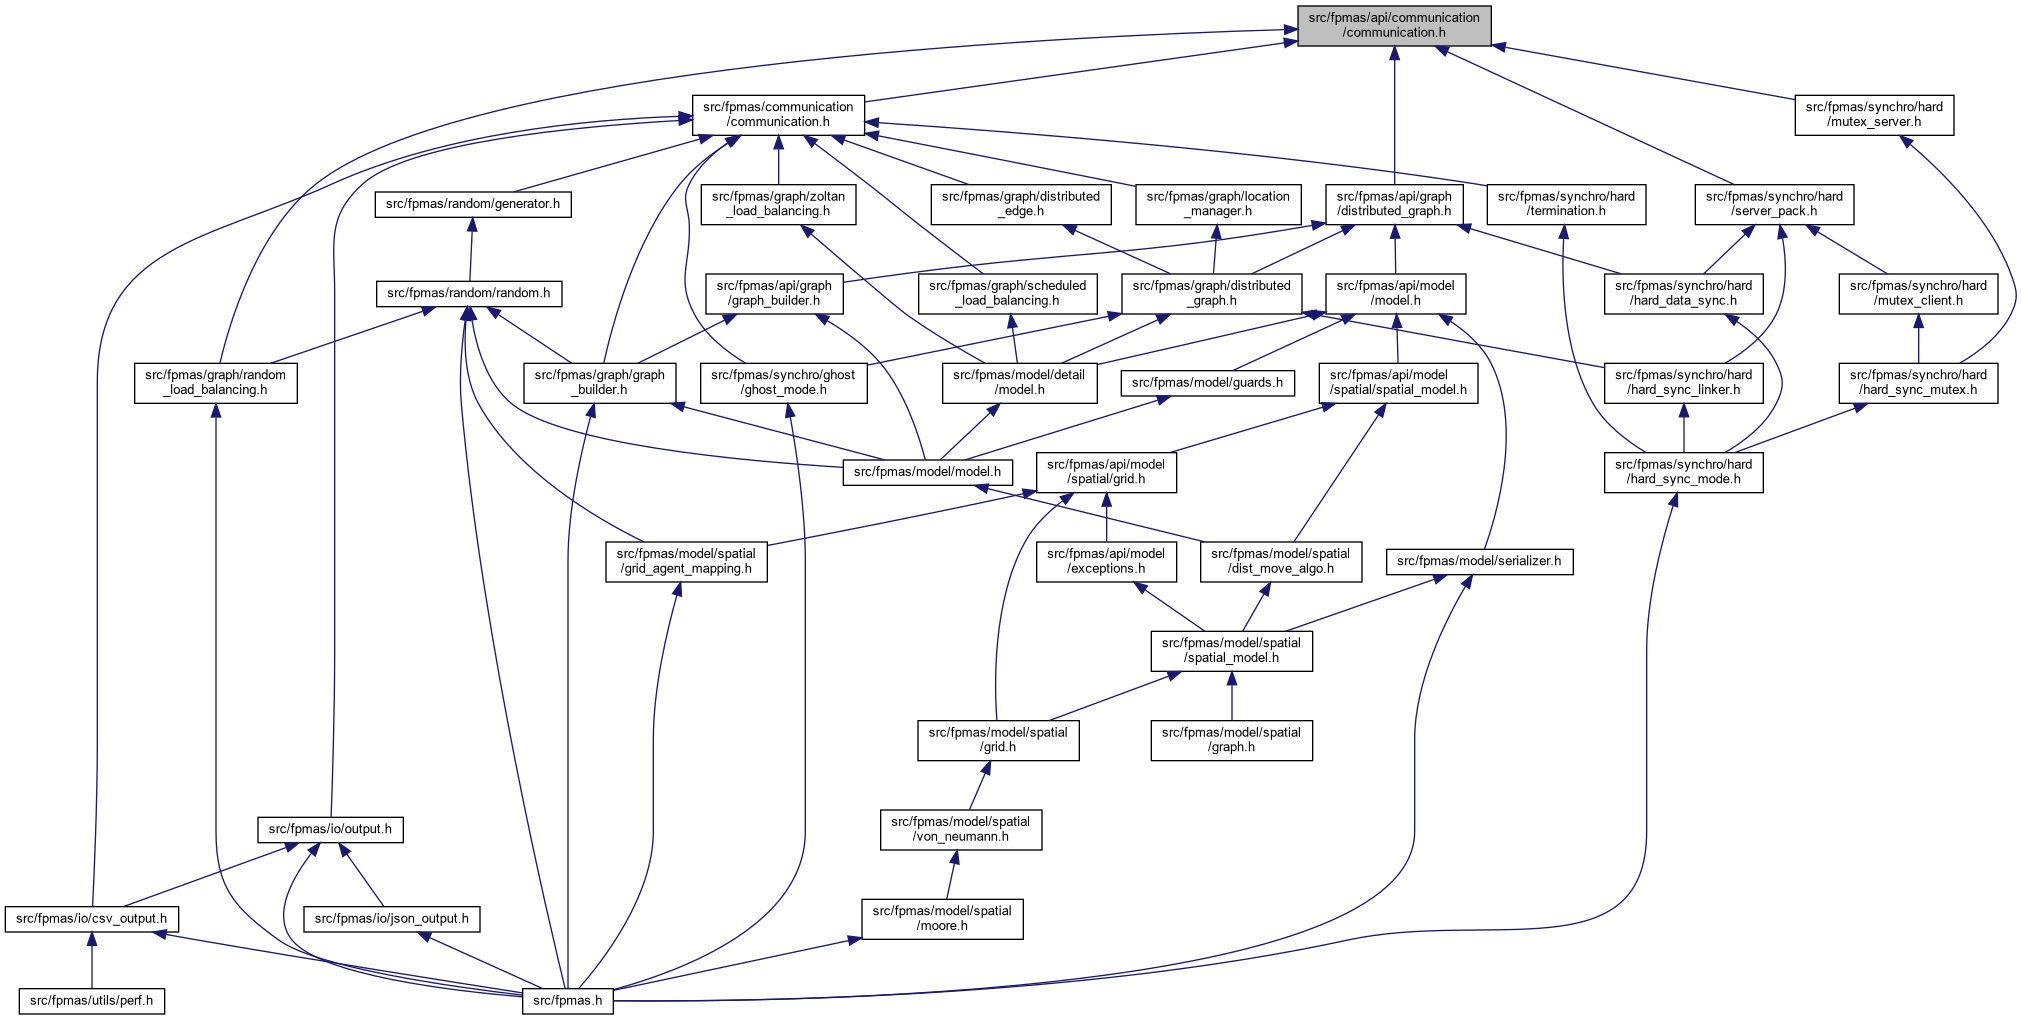 src/fpmas/api/communication
/communication.h
src/fpmas/communication
/communication.h
src/fpmas/synchro/hard
/mutex_server.h
src/fpmas/random/generator.h
src/fpmas/graph/zoltan
_load_balancing.h
src/fpmas/graph/distributed
_edge.h
src/fpmas/graph/location
_manager.h
src/fpmas/api/graph
/distributed_graph.h
src/fpmas/synchro/hard
/termination.h
src/fpmas/synchro/hard
/server_pack.h
src/fpmas/random/random.h
src/fpmas/api/graph
/graph_builder.h
src/fpmas/graph/scheduled
_load_balancing.h
src/fpmas/graph/distributed
_graph.h
src/fpmas/api/model
/model.h
src/fpmas/synchro/hard
/hard_data_sync.h
src/fpmas/synchro/hard
/mutex_client.h
src/fpmas/graph/random
_load_balancing.h
src/fpmas/graph/graph
_builder.h
src/fpmas/synchro/ghost
/ghost_mode.h
src/fpmas/model/detail
/model.h
src/fpmas/model/guards.h
src/fpmas/api/model
/spatial/spatial_model.h
src/fpmas/synchro/hard
/hard_sync_linker.h
src/fpmas/synchro/hard
/hard_sync_mutex.h
src/fpmas/model/model.h
src/fpmas/api/model
/spatial/grid.h
src/fpmas/synchro/hard
/hard_sync_mode.h
src/fpmas/model/spatial
/grid_agent_mapping.h
src/fpmas/api/model
/exceptions.h
src/fpmas/model/spatial
/dist_move_algo.h
src/fpmas/model/serializer.h
src/fpmas/model/spatial
/spatial_model.h
src/fpmas/model/spatial
/grid.h
src/fpmas/model/spatial
/graph.h
src/fpmas/io/output.h
src/fpmas/model/spatial
/von_neumann.h
src/fpmas/io/csv_output.h
src/fpmas/io/json_output.h
src/fpmas/model/spatial
/moore.h
src/fpmas/utils/perf.h
src/fpmas.h